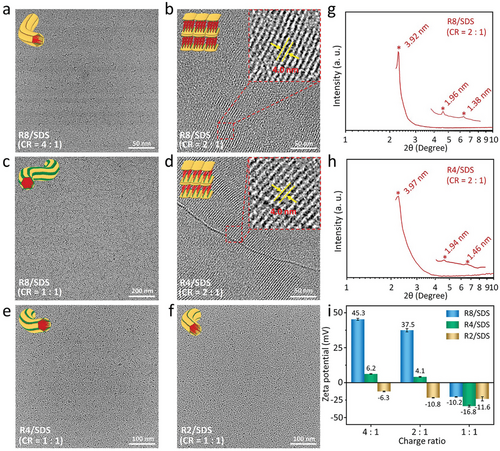 a
R8/SDS
(CR = 4 : 1)
50 nm
b
R8/SDS
(CR = 2 : 1)
50 nm
c
R8/SDS
(CR = 1 : 1)
200 nm
d
R4/SDS
(CR = 2 : 1)
50 nm
e
R4/SDS
(CR = 1 : 1)
100 nm
f
R2/SDS
(CR = 1 : 1)
100 nm
g
Intensity (a. u.)
R8/SDS
(CR = 2 : 1)
* 3.92 nm
* 1.96 nm
* 1.38 nm
1 2 3 4 5 6 7 8 9 10
2θ (Degree)
h
Intensity (a. u.)
R4/SDS
(CR = 2 : 1)
* 3.97 nm
* 1.94 nm
* 1.46 nm
1 2 3 4 5 6 7 8 9 10
2θ (Degree)
i
Zeta potential (mV)
50
25
0
-25
-50
R8/SDS
R4/SDS
R2/SDS
45.3
6.2
-6.3
37.5
4.1
-10.8
-10.2
-16.8
-11.6
4 : 1 2 : 1 1 : 1
Charge ratio